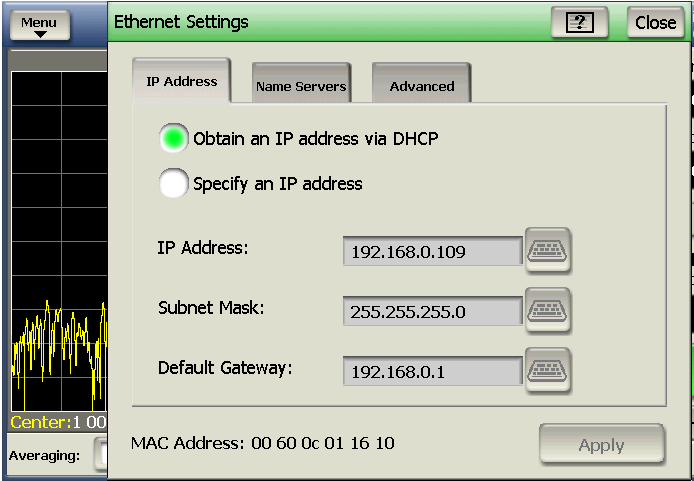 Menu
Ethernet Settings
?
Close
IP Address
Name Servers
Advanced
Obtain an IP address via DHCP
Specify an IP address
IP Address:
192.168.0.109
Subnet Mask:
255.255.255.0
Default Gateway:
192.168.0.1
Center:1 00
Averaging:
MAC Address: 00 60 0c 01 16 10
Apply